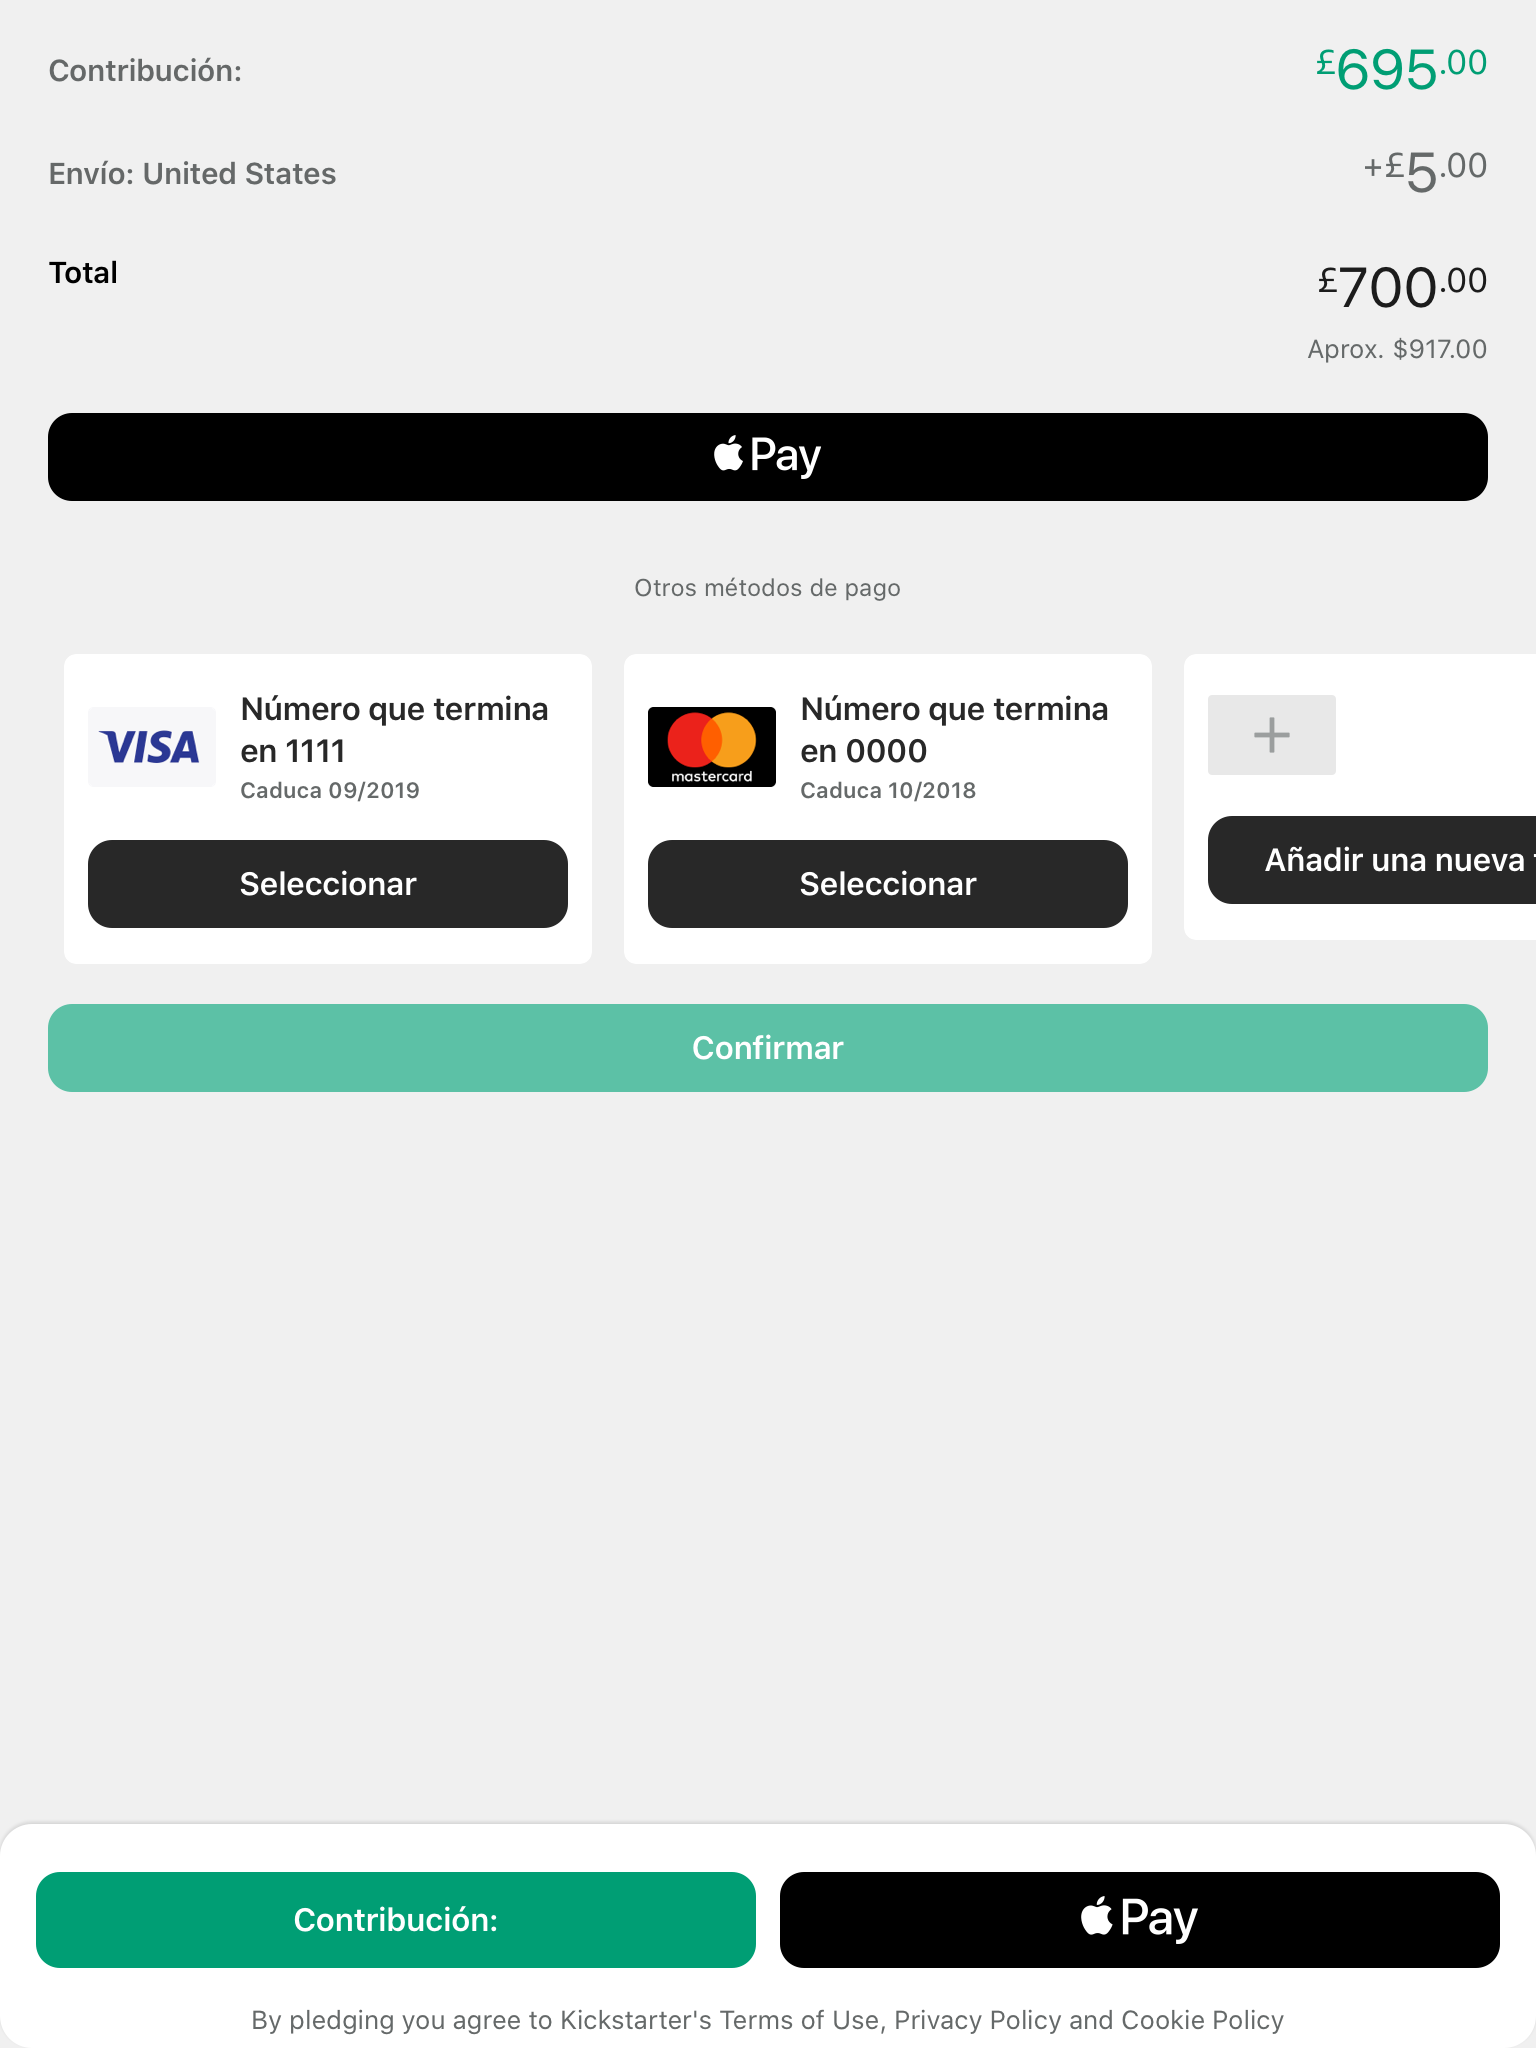 Contribución:
£695.00
Envío: United States
+£5.00
Total
£700.00
Aprox. $917.00
Pay
Otros métodos de pago
VISA
Número que termina
en 1111
Caduca 09/2019
Seleccionar
mastercard
Número que termina
en 0000
Caduca 10/2018
Seleccionar
Añadir una nueva
Confirmar
Contribución:
Pay
By pledging you agree to Kickstarter's Terms of Use, Privacy Policy and Cookie Policy